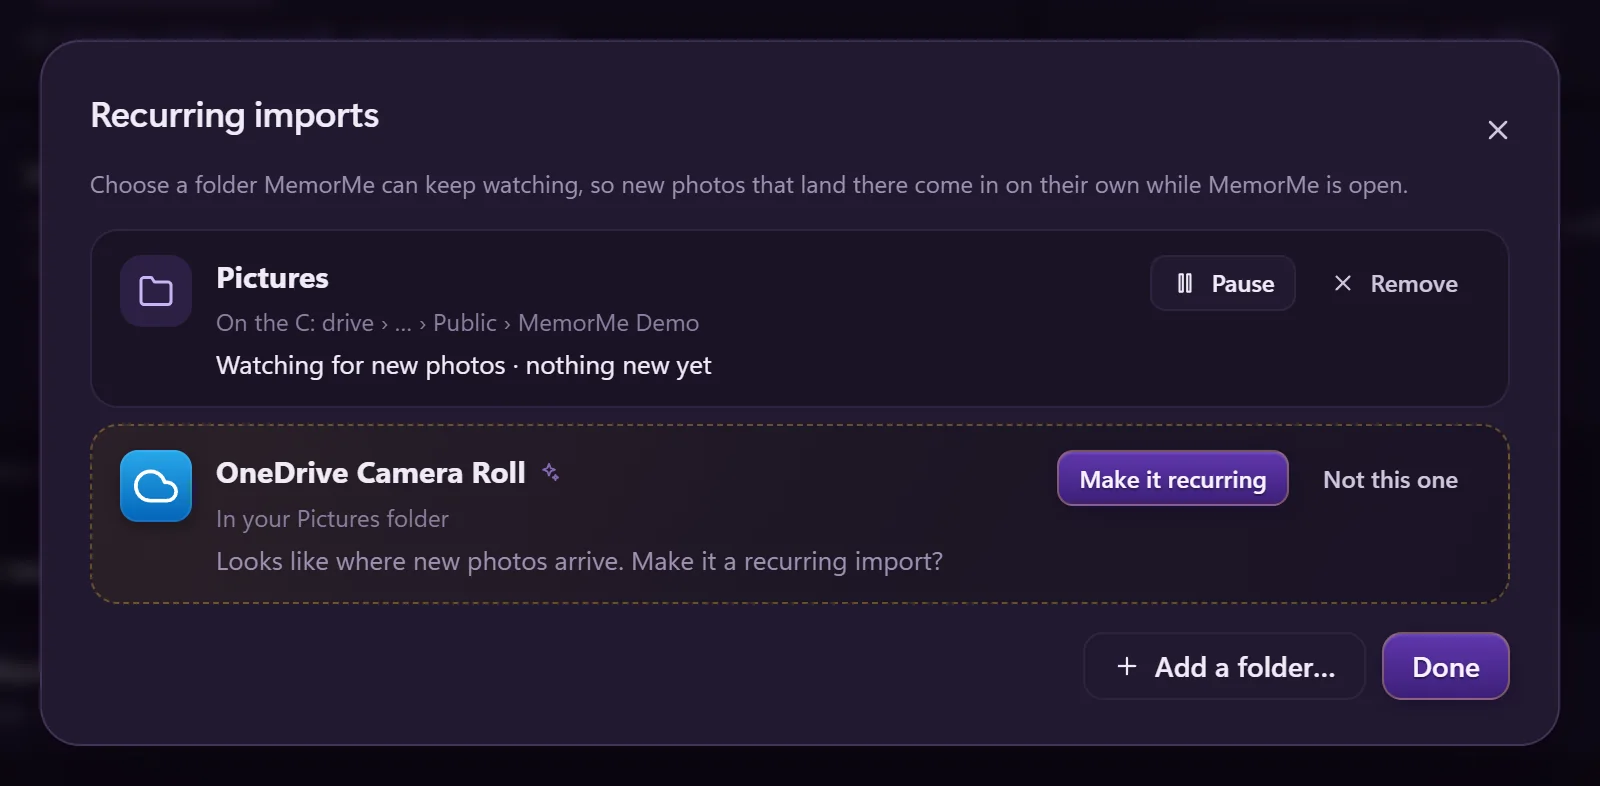 Recurring imports
Choose a folder MemorMe can keep watching, so new photos that land there come in on their own while MemorMe is open.
Pictures
On the C: drive › ... › Public › MemorMe Demo
Watching for new photos · nothing new yet
Pause
Remove
OneDrive Camera Roll
In your Pictures folder
Looks like where new photos arrive. Make it a recurring import?
Make it recurring
Not this one
Add a folder...
Done